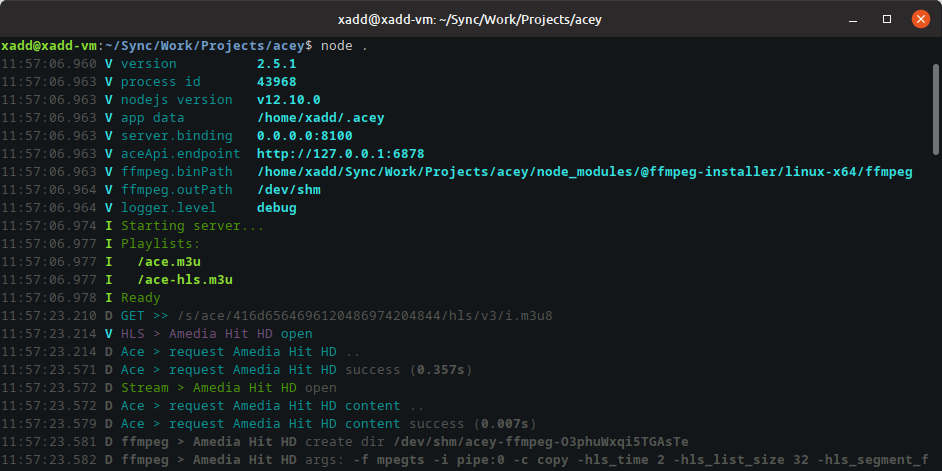 xadd@xadd-vm: ~/Sync/Work/Projects/acey
xadd@xadd-vm:~/Sync/Work/Projects/acey$ node .
11:57:06.960 V version 2.5.1
11:57:06.963 V process id 43968
11:57:06.963 V nodejs version v12.10.0
11:57:06.963 V app data /home/xadd/.acey
11:57:06.963 V server.binding 0.0.0.0:8100
11:57:06.963 V aceApi.endpoint http://127.0.0.1:6878
11:57:06.963 V ffmpeg.binPath /home/xadd/Sync/Work/Projects/acey/node_modules/@ffmpeg-installer/linux-x64/ffmpeg
11:57:06.964 V ffmpeg.outPath /dev/shm
11:57:06.964 V logger.level debug
11:57:06.974 I Starting server...
11:57:06.977 I Playlists:
11:57:06.977 I /ace.m3u
11:57:06.977 I /ace-hls.m3u
11:57:06.978 I Ready
11:57:23.210 D GET >> /s/ace/416d6564696120486974204844/hls/v3/i.m3u8
11:57:23.214 V HLS > Amedia Hit HD open
11:57:23.214 D Ace > request Amedia Hit HD ..
11:57:23.571 D Ace > request Amedia Hit HD success (0.357s)
11:57:23.572 D Stream > Amedia Hit HD open
11:57:23.572 D Ace > request Amedia Hit HD content ..
11:57:23.579 D Ace > request Amedia Hit HD content success (0.007s)
11:57:23.581 D ffmpeg > Amedia Hit HD create dir /dev/shm/acey-ffmpeg-O3phuWxqi5TGAsTe
11:57:23.582 D ffmpeg > Amedia Hit HD args: -f mpegts -i pipe:0 -c copy -hls_time 2 -hls_list_size 32 -hls_segment_f